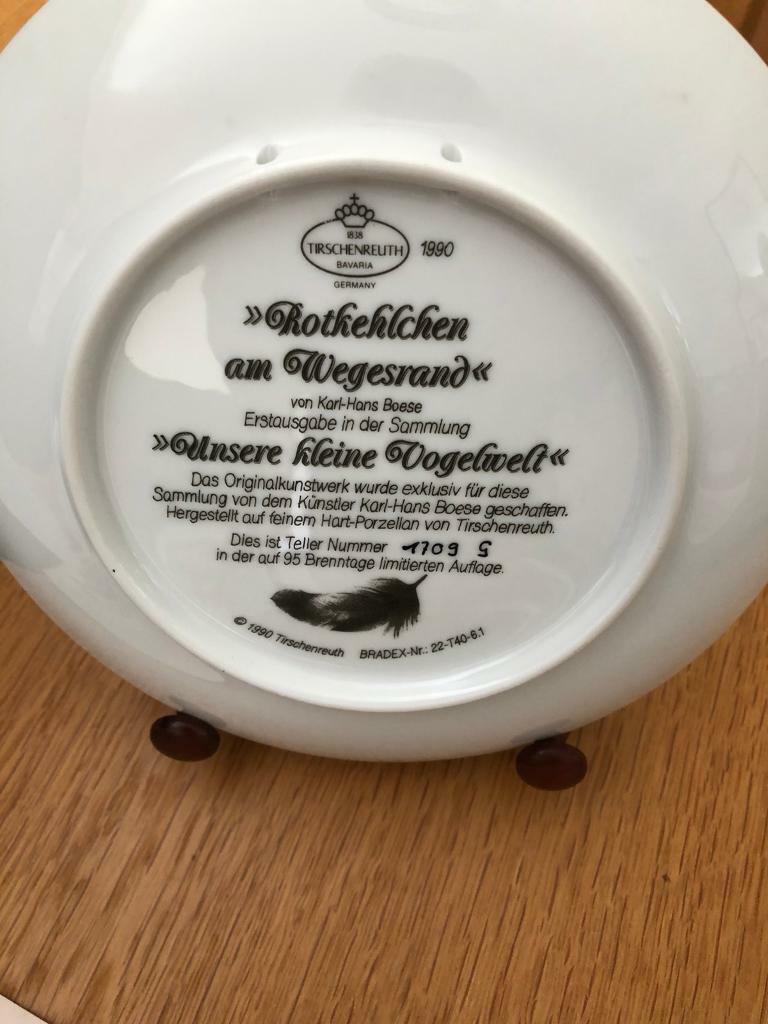 1838
TIRSCHENREUTH 1990
BAVARIA
GERMANY
»Rotkehlchen
am Wegesrand«
von Karl-Hans Boese
Erstausgabe in der Sammlung
»Unsere kleine Vogelwelt«
Das Originalkunstwerk wurde exklusiv für diese
Sammlung von dem Künstler Karl-Hans Boese geschaffen.
Hergestellt auf feinem Hart-Porzellan von Tirschenreuth.
Dies ist Teller Nummer 1709 G
in der auf 95 Brenntage limitierten Auflage.
© 1990 Tirschenreuth BRADEX-Nr.: 22-T40-6.1